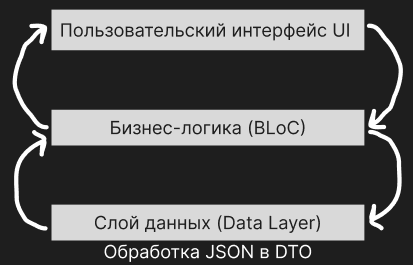 Пользовательский интерфейс UI
Бизнес-логика (BLoC)
Слой данных (Data Layer)
Обработка JSON в DTO